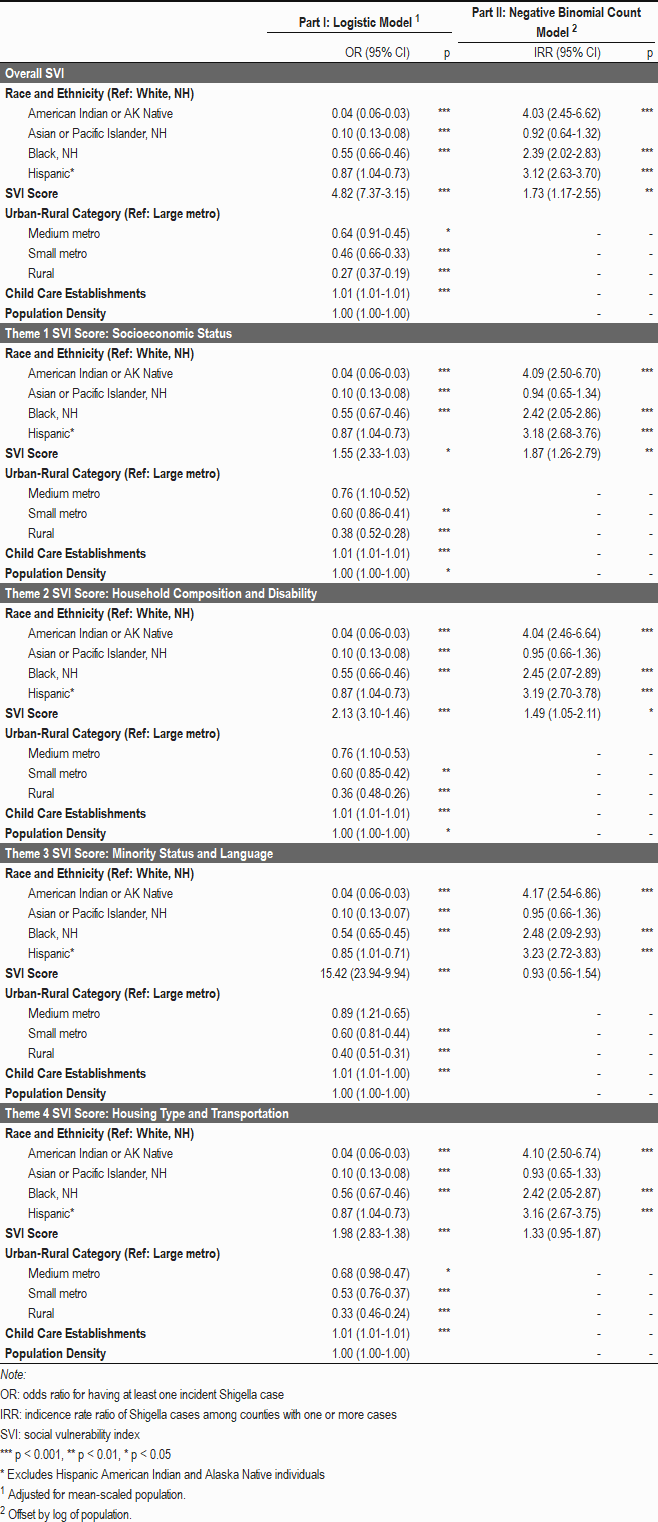 Part I: Logistic Model 1 Part II: Negative Binomial Count Model 2
OR (95% CI) p IRR (95% CI) p
Overall SVI
Race and Ethnicity (Ref: White, NH)
American Indian or AK Native 0.04 (0.06-0.03) *** 4.03 (2.45-6.62) ***
Asian or Pacific Islander, NH 0.10 (0.13-0.08) *** 0.92 (0.64-1.32)
Black, NH 0.55 (0.66-0.46) *** 2.39 (2.02-2.83) ***
Hispanic* 0.87 (1.04-0.73) 3.12 (2.63-3.70) ***
SVI Score 4.82 (7.37-3.15) *** 1.73 (1.17-2.55) **
Urban-Rural Category (Ref: Large metro)
Medium metro 0.64 (0.91-0.45) * - -
Small metro 0.46 (0.66-0.33) *** - -
Rural 0.27 (0.37-0.19) *** - -
Child Care Establishments 1.01 (1.01-1.01) *** - -
Population Density 1.00 (1.00-1.00) - -
Theme 1 SVI Score: Socioeconomic Status
Race and Ethnicity (Ref: White, NH)
American Indian or AK Native 0.04 (0.06-0.03) *** 4.09 (2.50-6.70) ***
Asian or Pacific Islander, NH 0.10 (0.13-0.08) *** 0.94 (0.65-1.34)
Black, NH 0.55 (0.67-0.46) *** 2.42 (2.05-2.86) ***
Hispanic* 0.87 (1.04-0.73) 3.18 (2.68-3.76) ***
SVI Score 1.55 (2.33-1.03) * 1.87 (1.26-2.79) **
Urban-Rural Category (Ref: Large metro)
Medium metro 0.76 (1.10-0.52) - -
Small metro 0.60 (0.86-0.41) ** - -
Rural 0.38 (0.52-0.28) *** - -
Child Care Establishments 1.01 (1.01-1.01) *** - -
Population Density 1.00 (1.00-1.00) * - -
Theme 2 SVI Score: Household Composition and Disability
Race and Ethnicity (Ref: White, NH)
American Indian or AK Native 0.04 (0.06-0.03) *** 4.04 (2.46-6.64) ***
Asian or Pacific Islander, NH 0.10 (0.13-0.08) *** 0.95 (0.66-1.36)
Black, NH 0.55 (0.66-0.46) *** 2.45 (2.07-2.89) ***
Hispanic* 0.87 (1.04-0.73) 3.19 (2.70-3.78) ***
SVI Score 2.13 (3.10-1.46) *** 1.49 (1.05-2.11) *
Urban-Rural Category (Ref: Large metro)
Medium metro 0.76 (1.10-0.53) - -
Small metro 0.60 (0.85-0.42) ** - -
Rural 0.36 (0.48-0.26) *** - -
Child Care Establishments 1.01 (1.01-1.01) *** - -
Population Density 1.00 (1.00-1.00) * - -
Theme 3 SVI Score: Minority Status and Language
Race and Ethnicity (Ref: White, NH)
American Indian or AK Native 0.04 (0.06-0.03) *** 4.17 (2.54-6.86) ***
Asian or Pacific Islander, NH 0.10 (0.13-0.07) *** 0.95 (0.66-1.36)
Black, NH 0.54 (0.65-0.45) *** 2.48 (2.09-2.93) ***
Hispanic* 0.85 (1.01-0.71) 3.23 (2.72-3.83) ***
SVI Score 15.42 (23.94-9.94) *** 0.93 (0.56-1.54)
Urban-Rural Category (Ref: Large metro)
Medium metro 0.89 (1.21-0.65) - -
Small metro 0.60 (0.81-0.44) *** - -
Rural 0.40 (0.51-0.31) *** - -
Child Care Establishments 1.01 (1.01-1.00) *** - -
Population Density 1.00 (1.00-1.00) - -
Theme 4 SVI Score: Housing Type and Transportation
Race and Ethnicity (Ref: White, NH)
American Indian or AK Native 0.04 (0.06-0.03) *** 4.10 (2.50-6.74) ***
Asian or Pacific Islander, NH 0.10 (0.13-0.08) *** 0.93 (0.65-1.33)
Black, NH 0.56 (0.67-0.46) *** 2.42 (2.05-2.87) ***
Hispanic* 0.87 (1.04-0.73) 3.16 (2.67-3.75) ***
SVI Score 1.98 (2.83-1.38) *** 1.33 (0.95-1.87)
Urban-Rural Category (Ref: Large metro)
Medium metro 0.68 (0.98-0.47) * - -
Small metro 0.53 (0.76-0.37) *** - -
Rural 0.33 (0.46-0.24) *** - -
Child Care Establishments 1.01 (1.01-1.01) *** - -
Population Density 1.00 (1.00-1.00) - -
Note:
OR: odds ratio for having at least one incident Shigella case
IRR: indicence rate ratio of Shigella cases among counties with one or more cases
SVI: social vulnerability index
*** p < 0.001, ** p < 0.01, * p < 0.05
* Excludes Hispanic American Indian and Alaska Native individuals
1 Adjusted for mean-scaled population.
2 Offset by log of population.